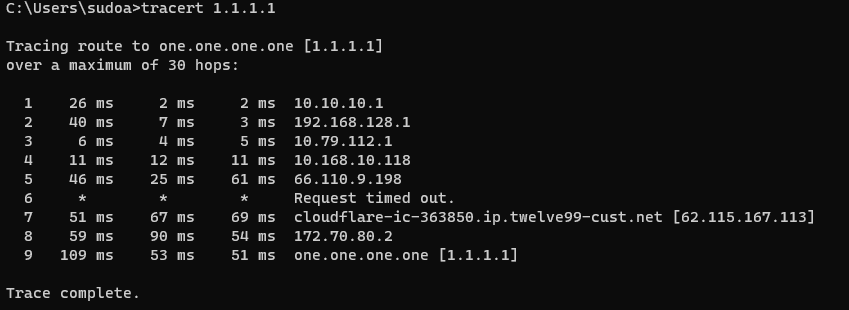 C:\Users\sudoa>tracert 1.1.1.1
Tracing route to one.one.one.one [1.1.1.1]
over a maximum of 30 hops:
1 26 ms 2 ms 2 ms 10.10.10.1
2 40 ms 7 ms 3 ms 192.168.128.1
3 6 ms 4 ms 5 ms 10.79.112.1
4 11 ms 12 ms 11 ms 10.168.10.118
5 46 ms 25 ms 61 ms 66.110.9.198
6 * * * Request timed out.
7 51 ms 67 ms 69 ms cloudflare-ic-363850.ip.twelve99-cust.net [62.115.167.113]
8 59 ms 90 ms 54 ms 172.70.80.2
9 109 ms 53 ms 51 ms one.one.one.one [1.1.1.1]
Trace complete.